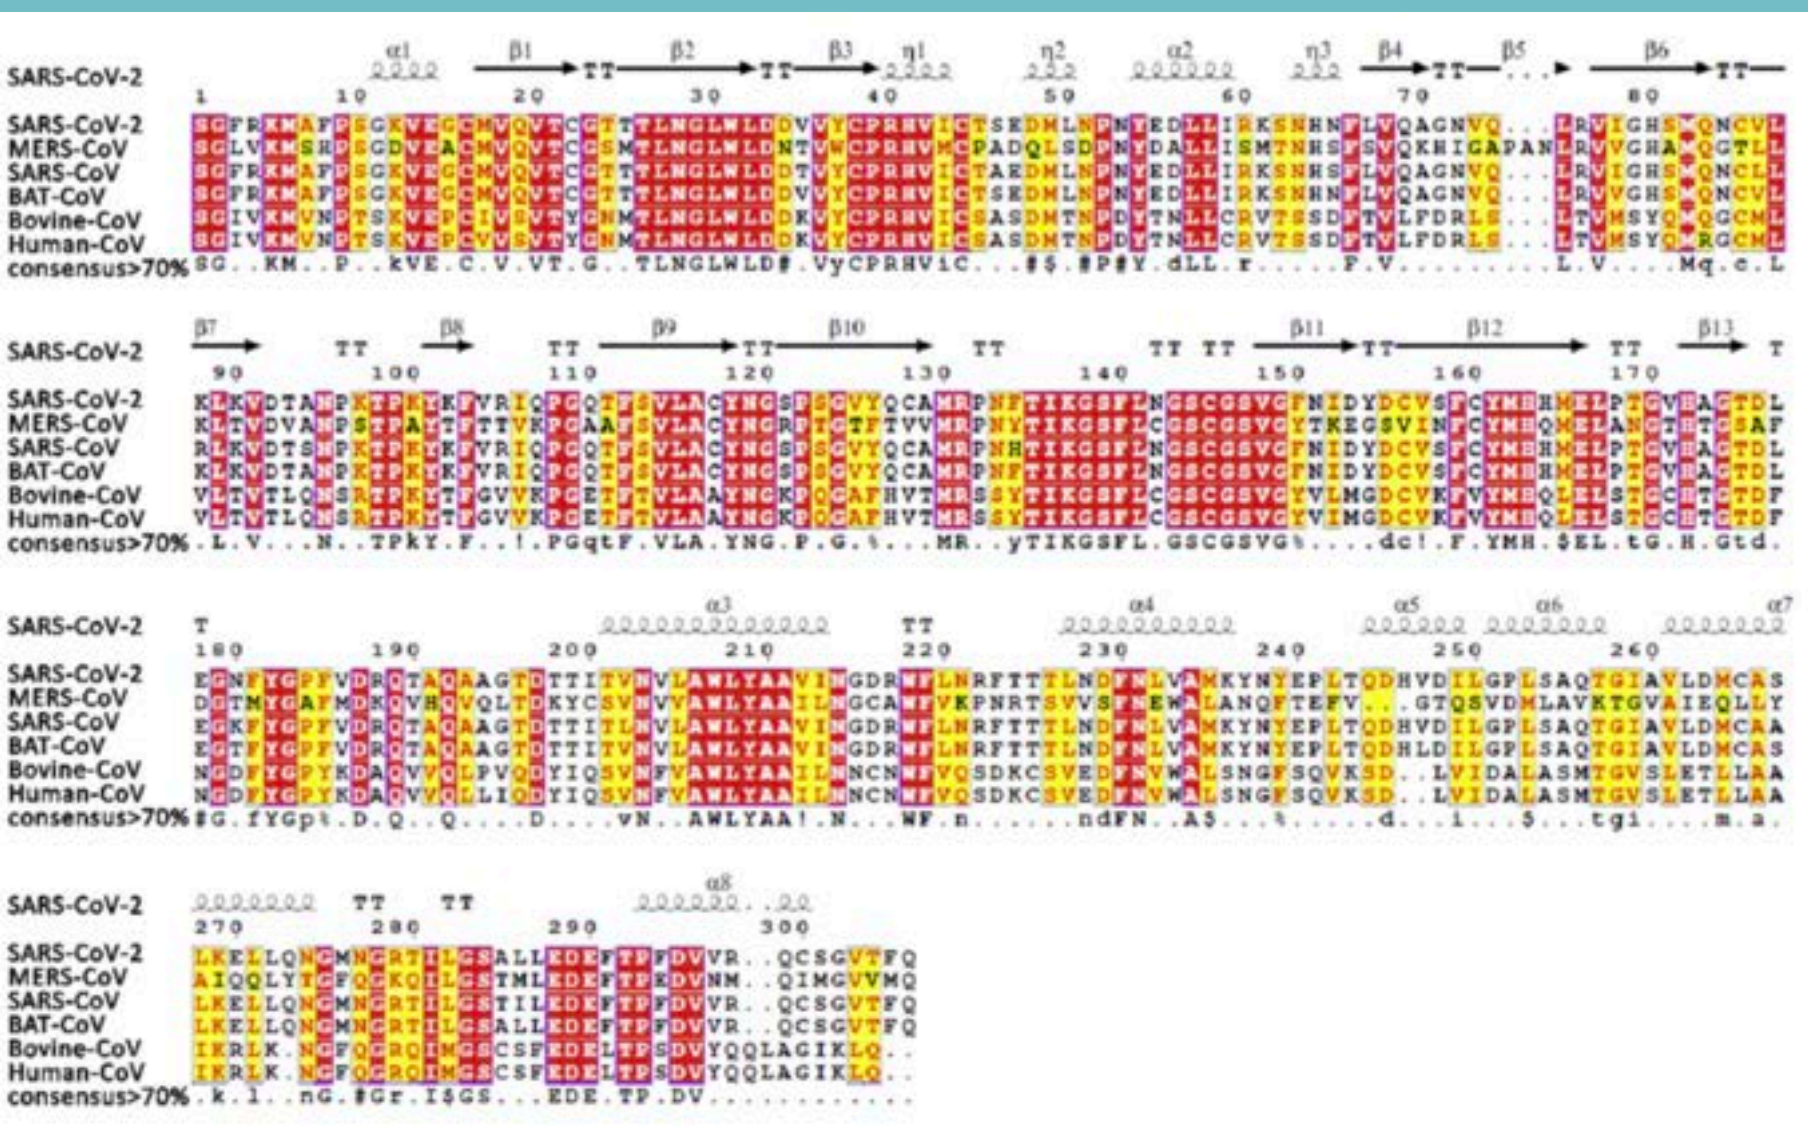 α1 β1 β2 β3 η1 η2 α2 η3 β4 β5 β6
SARS-CoV-2 TT TT TT ... TT
1 10 20 30 40 50 60 70 80
SARS-CoV-2 SGFRKMAFPSGKVEGCMVQVTCGTTTLNGLWLDDVVYCPRHVICTSEDMLNPNYEDLLIRKSNHNFLVQAGNVQ...LRVIGHSMQNCVL
MERS-CoV SGLVKMSHPSGDVEACMVQVTCGSMTLNGLWLDNTVWCPRHVMCPADQLSDPNYDALLISMTNHSFSVQKHIGAPANLRVVGHAMQGTLL
SARS-CoV SGFRKMAFPSGKVEGCMVQVTCGTTTLNGLWLDDTVYCPRHVICTAEDMLNPNYEDLLIRKSNHSFLVQAGNVQ...LRVIGHSMQNCLL
BAT-CoV SGFRKMAFPSGKVEGCMVQVTCGTTTLNGLWLDDTVYCPRHVICTAEDMLNPNYEDLLIRKSNHSFLVQAGNVQ...LRVVGHSMQNCVL
Bovine-CoV SGIVKMVNPTSKVEPCIVSVTYGNMTLNGLWLDDKVYCPRHVICSASDMTNPDYTNLLCRVTSSDFTVLFDRLS...LTVMSYQMQGCML
Human-CoV SGIVKMVNPTSKVEPCVVSVTYGNMTLNGLWLDDKVYCPRHVICSASDMTNPDYTNLLCRVTSSDFTVLFDRLS...LTVMSYQMRGCML
consensus>70% SG..KM..P..kVE.C.V.VT.G..TLNGLWLD#.VyCPRHViC...#$.#P#Y.dLL.r.....F.V.........L.V....Mq.c.L
β7 β8 β9 β10 β11 β12 β13
SARS-CoV-2 TT TT TT TT TT TT TT TT T
90 100 110 120 130 140 150 160 170
SARS-CoV-2 KLKVDTANPKTPKYKFVRIQPGQTFSVLACYNGSPSGVYQCAMRPNFTIKGSFLNGSCGSVGFNIDYDCVSFCYMHHMELPTGVHAGTDL
MERS-CoV KLTVDVANPSTPAYTFTTVKPGAAFSVLACYNGRPTGTFTVVMRPNYTIKGSFLCGSCGSVGYTKEGSVINFCYMHQMELANGTHTGSAF
SARS-CoV RLKVDTSNPKTPKYKFVRIQPGQTFSVLACYNGSPSGVYQCAMRPNHTIKGSFLNGSCGSVGFNIDYDCVSFCYMHHMELPTGVHAGTDL
BAT-CoV KLKVDTANPKTPKYKFVRIQPGQTFSVLACYNGSPSGVYQCAMRPNFTIKGSFLNGSCGSVGFNIDYDCVSFCYMHHMELPTGVHAGTDL
Bovine-CoV VLTVTLQNSRTPKYTFGVVKPGETFTVLAAYNGKPQGAFHVTMRSSYTIKGSFLCGSCGSVGYVLMGDCVKFVYMHQLELSTGCHTGTDF
Human-CoV VLTVTLQNSRTPKYTFGVVKPGETFTVLAAYNGKPQGAFHVTMRSSYTIKGSFLCGSCGSVGYVIMGDCVKFVYMHQLELSTGCHTGTDF
consensus>70% .L.V...N..TPkY.F..!.PGqtF.VLA.YNG.P.G.%...MR..yTIKGSFL.GSCGSVG%....dc!.F.YMH.$EL.tG.H.Gtd.
α3 α4 α5 α6 α7
SARS-CoV-2 T TT
180 190 200 210 220 230 240 250 260
SARS-CoV-2 EGNFYGPFVDRQTAQAAGTDTTITVNVLAWLYAAVINGDRWFLNRFTTTLNDFNLVAMKYNYEPLTQDHVDILGPLSAQTGIAVLDMCAS
MERS-CoV DGTMYGAFMDKQVHQVQLTDKYCSVNVVAWLYAAILNGCAWFVKPNRTSVVSFNEWALANQFTEFV...GTQSVDMLAVKTGVAIEQLLY
SARS-CoV EGKFYGPFVDRQTAQAAGTDTTITLNVLAWLYAAVINGDRWFLNRFTTTLNDFNLVAMKYNYEPLTQDHVDILGPLSAQTGIAVLDMCAS
BAT-CoV EGTFYGPFVDRQTAQAAGTDTTITVNVLAWLYAAVINGDRWFLNRFTTTLNDFNLVAMKYNYEPLTQDHLDILGPLSAQTGIAVLDMCAS
Bovine-CoV NGDFYGPYKDAQVVQLPVQDYIQSVNFVAWLYAAILNNCNWFVQSDKCSVEDFNVWALSNGFSQVKSD..LVIDALASMTGVSLETLLAA
Human-CoV NGDFYGPYKDAQVVQLLIQDYIQSVNFVAWLYAAILNNCNWFVQSDKCSVEDFNVWALSNGFSQVKSD..LVIDALASMTGVSLETLLAA
consensus>70% #G.fYGp%.D.Q..Q....D....vN..AWLYAA!.N...WF.n......ndFN..A$...%.....d...i...$...tgi....m.a.
α8
SARS-CoV-2 TT TT ..
270 280 290 300
SARS-CoV-2 LKELLQNGMNGRTILGSALLEDEFTPFDVVR..QCSGVTFQ
MERS-CoV AIQQLYTGFQGKQILGSTMLEDEFTPEDVNM..QIMGVVMQ
SARS-CoV LKELLQNGMNGRTILGSTILEDEFTPFDVVR..QCSGVTFQ
BAT-CoV LKELLQNGMNGRTILGSALLEDEFTPFDVVR..QCSGVTFQ
Bovine-CoV IKRLK.NGFQGRQIMGSCSFEDELTPSDVYQQLAGIKLQ..
Human-CoV IKRLK.NGFQGRQIMGSCSFEDELTPSDVYQQLAGIKLQ..
consensus>70% .k.l..nG.#Gr.I$GS...EDE.TP.DV............